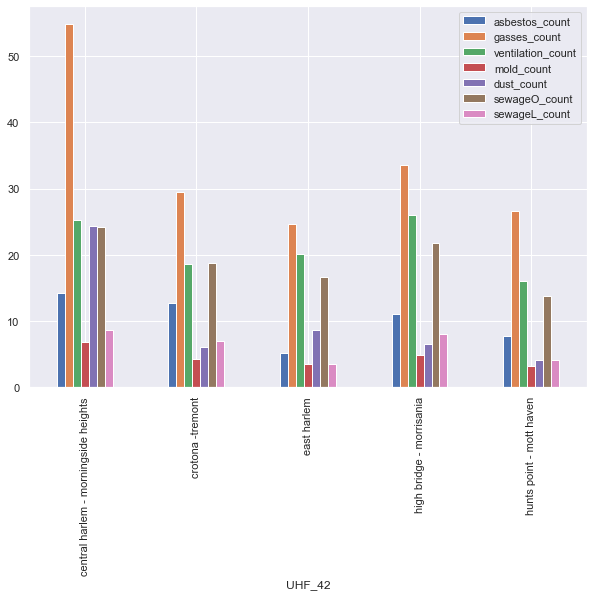 asbestos_count
gasses_count
ventilation_count
mold_count
dust_count
sewageO_count
sewageL_count
50
40
30
20
10
0
central harlem - morningside heights
crotona -tremont
east harlem
high bridge - morrisania
hunts point - mott haven
UHF_42